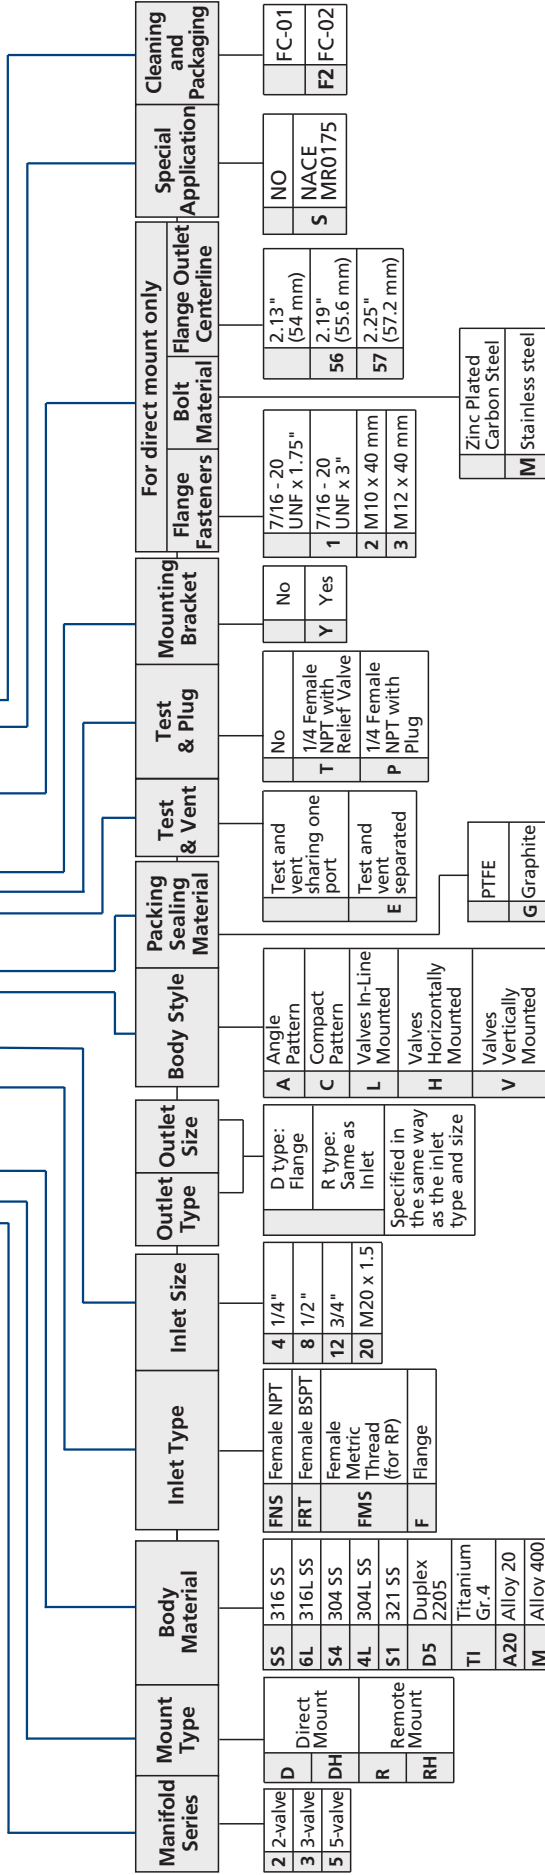 Manifold
Series
2 2-valve
3 3-valve
5 5-valve
Mount
Type
D
Direct
Mount
DH
R
Remote
Mount
RH
Body
Material
SS 316 SS
6L 316L SS
S4 304 SS
4L 304L SS
S1 321 SS
D5 Duplex
2205
TI Titanium
Gr.4
A20 Alloy 20
M Alloy 400
Inlet Type
FNS Female NPT
FRT Female BSPT
FMS Female
Metric
Thread
(for RP)
F Flange
Inlet Size
4 1/4"
8 1/2"
12 3/4"
20 M20 x 1.5
Outlet
Type
Outlet
Size
D type:
Flange
R type:
Same as
Inlet
Specified in
the same way
as the inlet
type and size
Body Style
A Angle
Pattern
C Compact
Pattern
L Valves In-Line
Mounted
H Valves
Horizontally
Mounted
V Valves
Vertically
Mounted
Packing
Sealing
Material
PTFE
G Graphite
Test
& Vent
Test and
vent
sharing one
port
E Test and
vent
separated
Test
& Plug
No
T 1/4 Female
NPT with
Relief Valve
P 1/4 Female
NPT with
Plug
Mounting
Bracket
No
Y Yes
For direct mount only
Flange
Fasteners
7/16 - 20
UNF x 1.75"
1 7/16 - 20
UNF x 3"
2 M10 x 40 mm
3 M12 x 40 mm
Bolt
Material
Zinc Plated
Carbon Steel
M Stainless steel
Flange Outlet
Centerline
2.13"
(54 mm)
56 2.19"
(55.6 mm)
57 2.25"
(57.2 mm)
Special
Application
NO
S NACE
MR0175
Cleaning
and
Packaging
FC-01
F2 FC-02